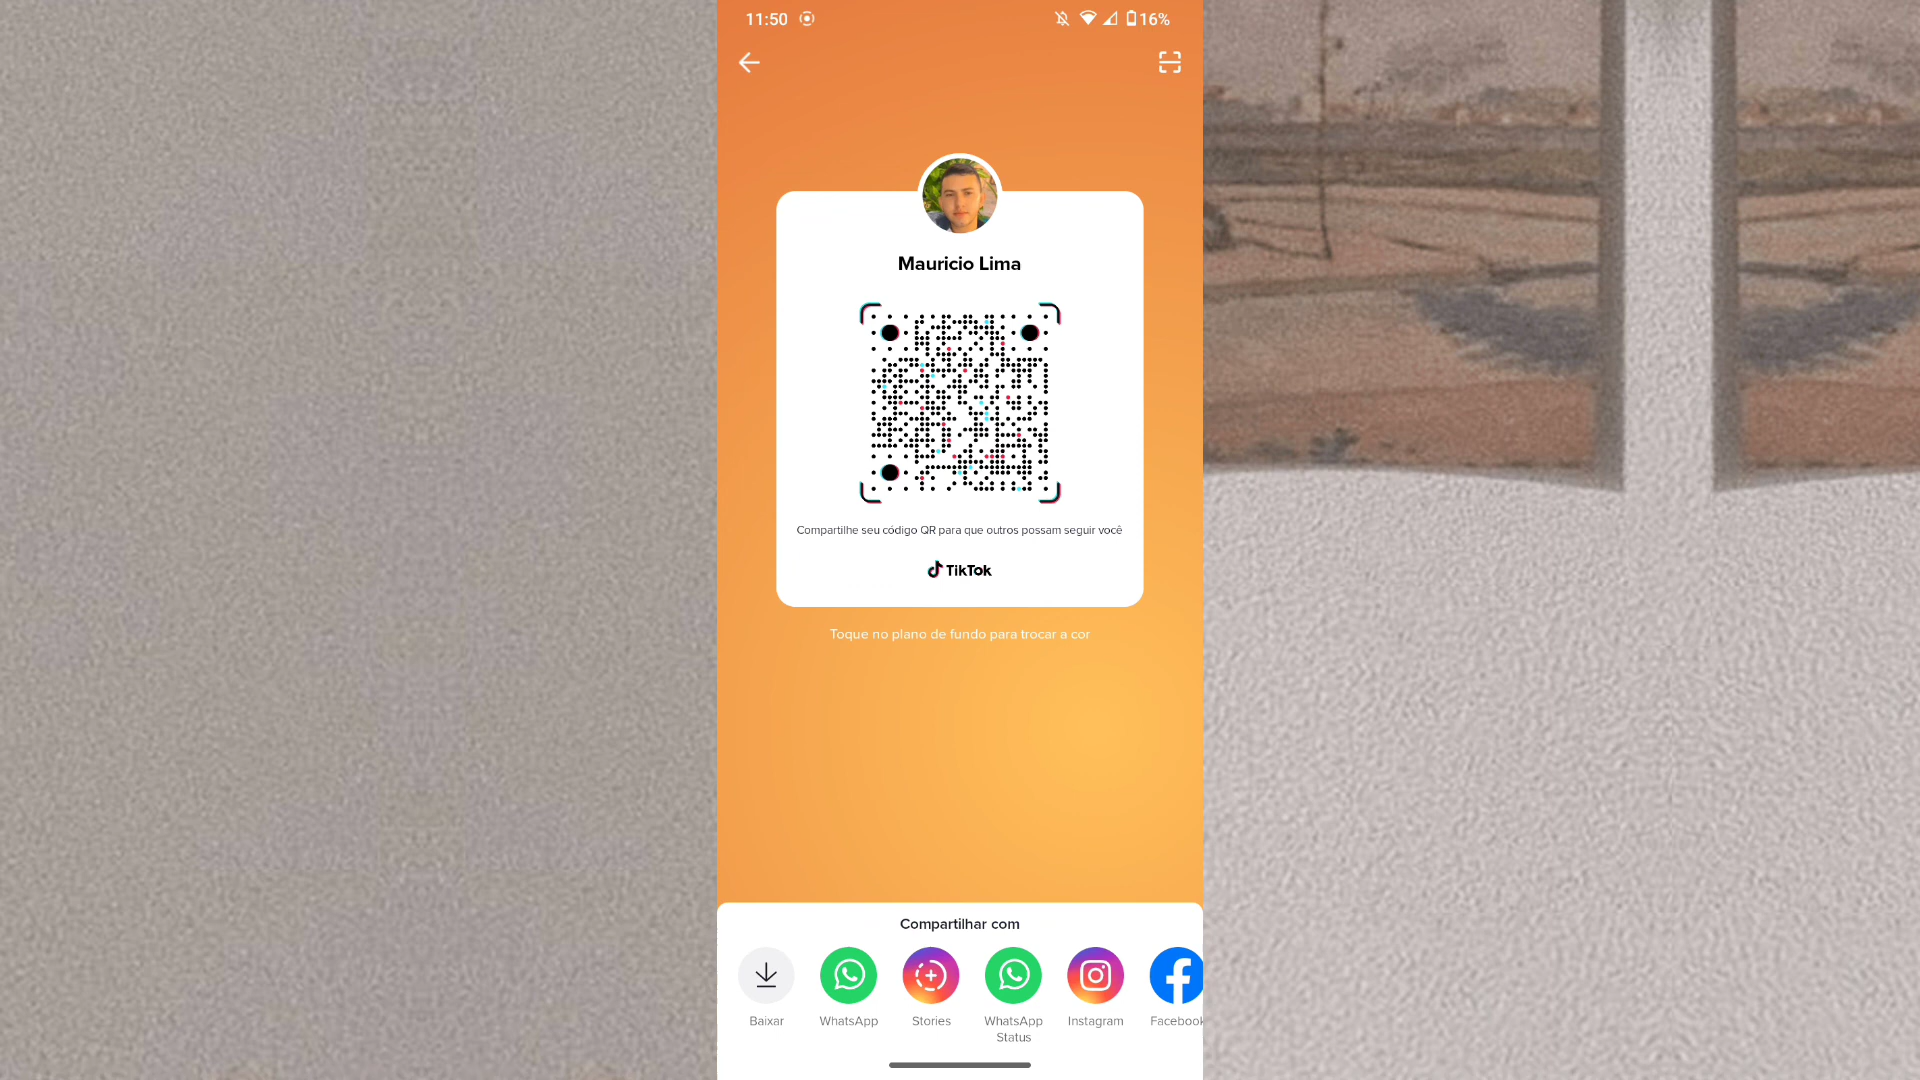 11:50
16%
Mauricio Lima
Compartilhe seu código QR para que outros possam seguir você
TikTok
Toque no plano de fundo para trocar a cor
Compartilhar com
Baixar
WhatsApp
Stories
WhatsApp Status
Instagram
Facebook